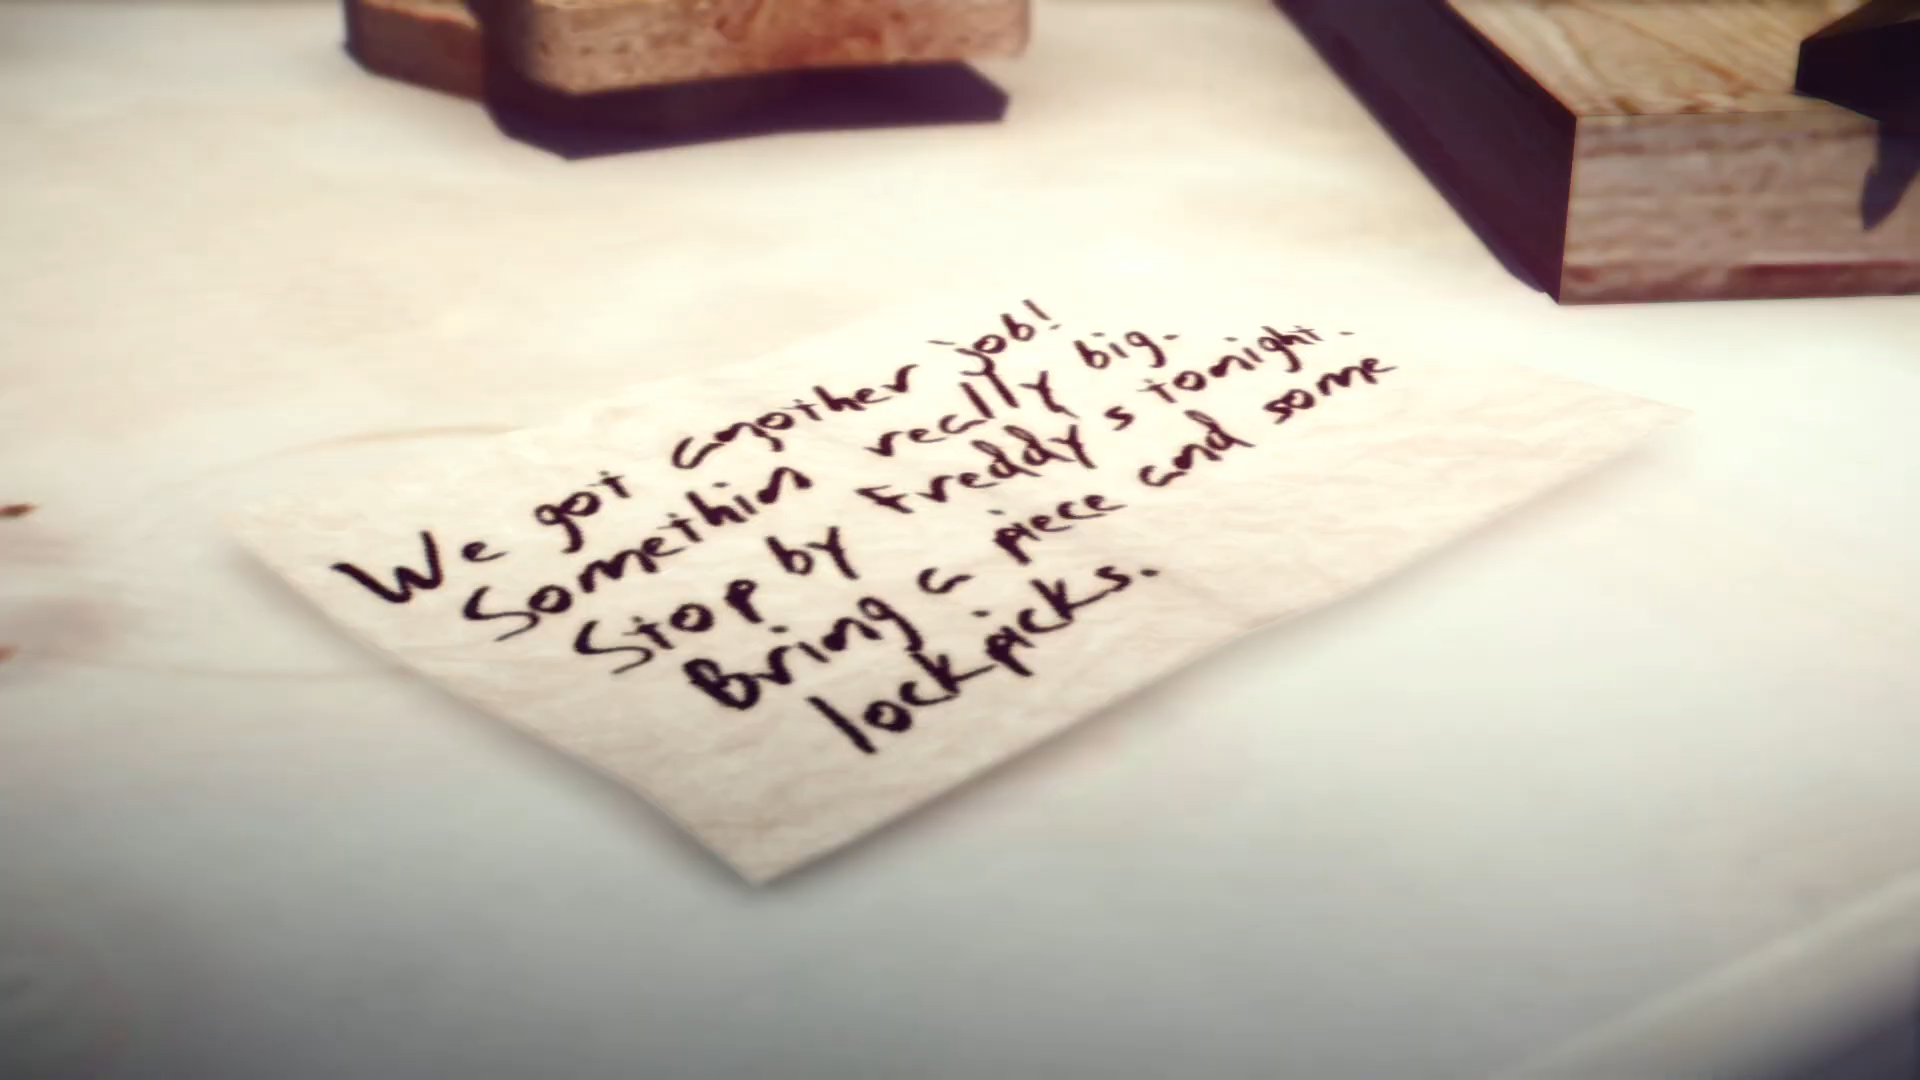 We got another job!
Somethin really big.
Stop by Freddy s tonight.
Bring a piece and some
lockpicks.